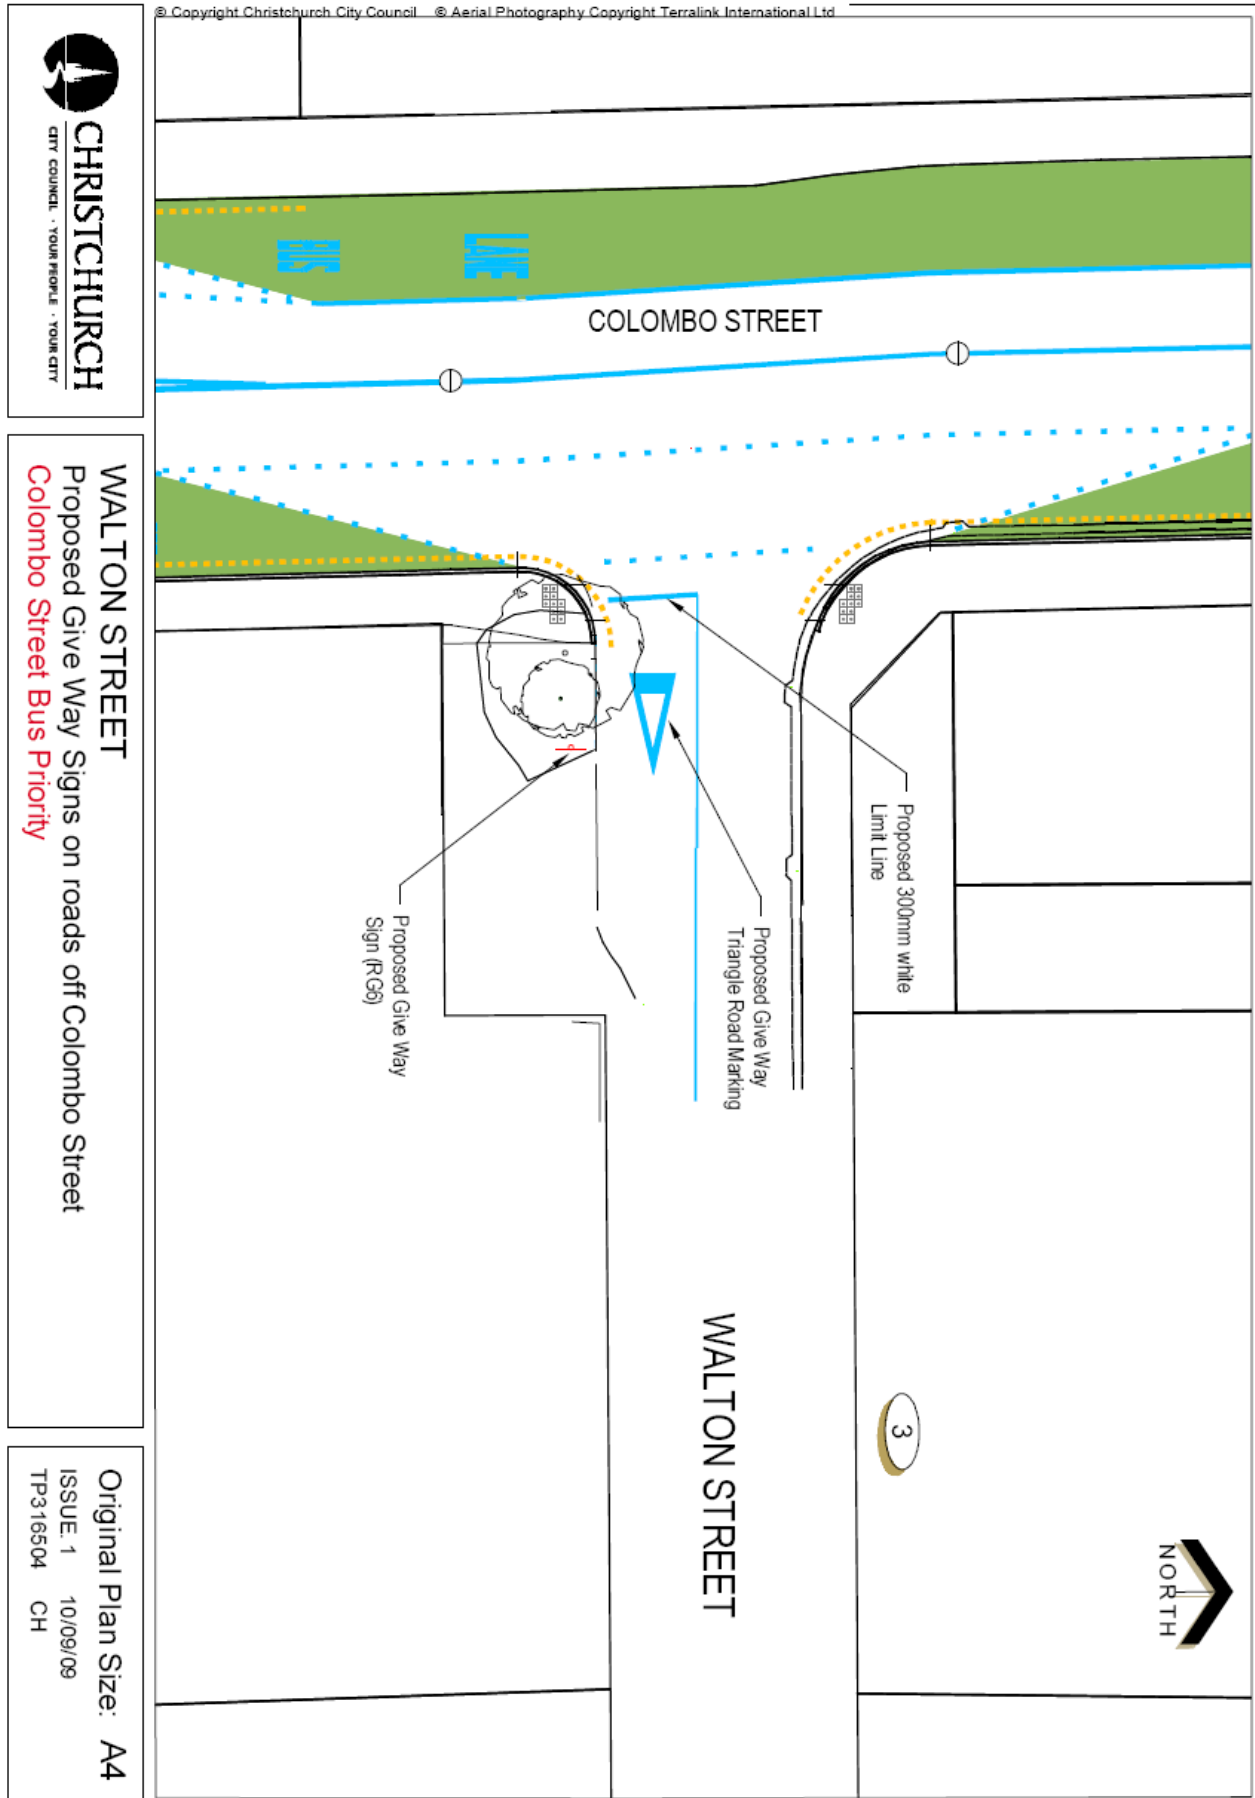 © Copyright Christchurch City Council © Aerial Photography Copyright Terralink International Ltd
CHRISTCHURCH
CITY COUNCIL · YOUR PEOPLE · YOUR CITY
WALTON STREET
Proposed Give Way Signs on roads off Colombo Street
Colombo Street Bus Priority
Original Plan Size: A4
ISSUE. 1 10/09/09
TP316504 CH
BUS
LANE
COLOMBO STREET
Proposed 300mm white
Limit Line
Proposed Give Way
Triangle Road Marking
Proposed Give Way
Sign (RG6)
WALTON STREET
3
NORTH